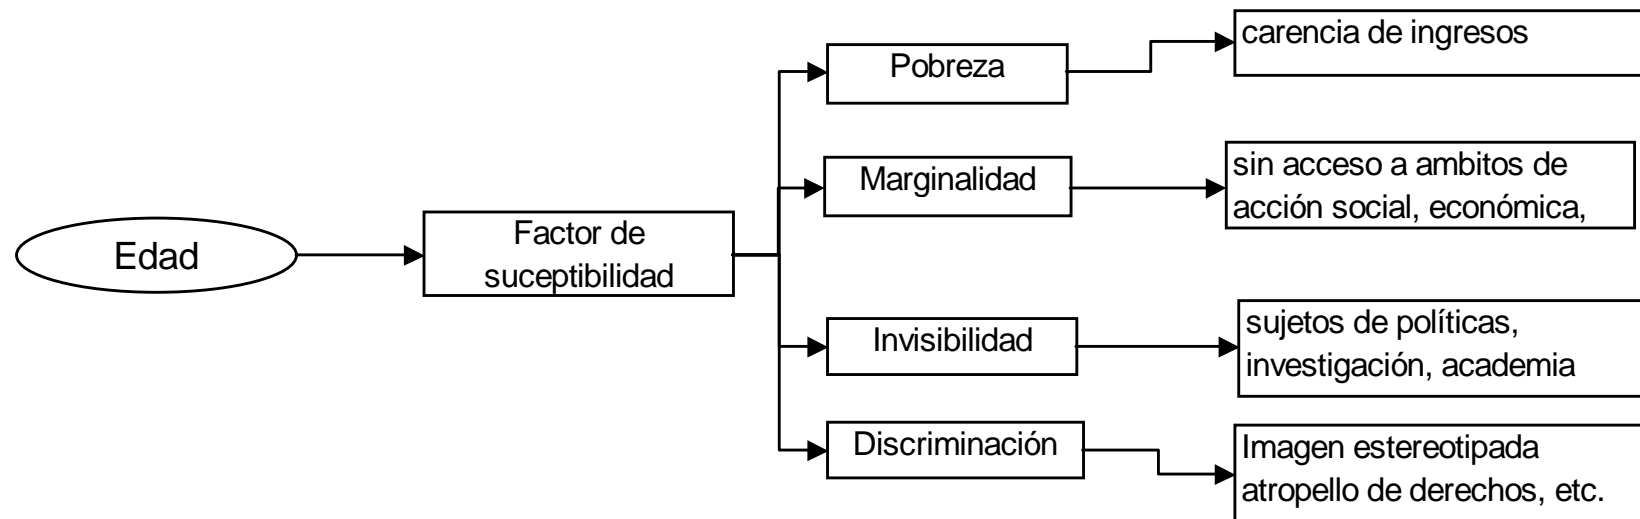 Edad
Factor de
suceptibilidad
Pobreza
carencia de ingresos
Marginalidad
sin acceso a ambitos de
acción social, económica,
Invisibilidad
sujetos de políticas,
investigación, academia
Discriminación
Imagen estereotipada
atropello de derechos, etc.